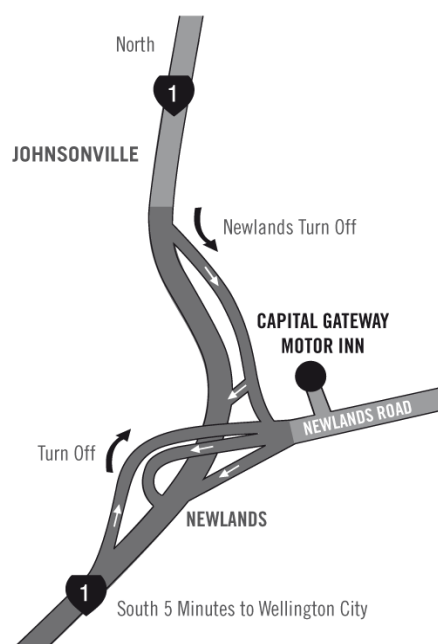 North
1
JOHNSONVILLE
Newlands Turn Off
CAPITAL GATEWAY
MOTOR INN
NEWLANDS ROAD
Turn Off
NEWLANDS
1
South 5 Minutes to Wellington City